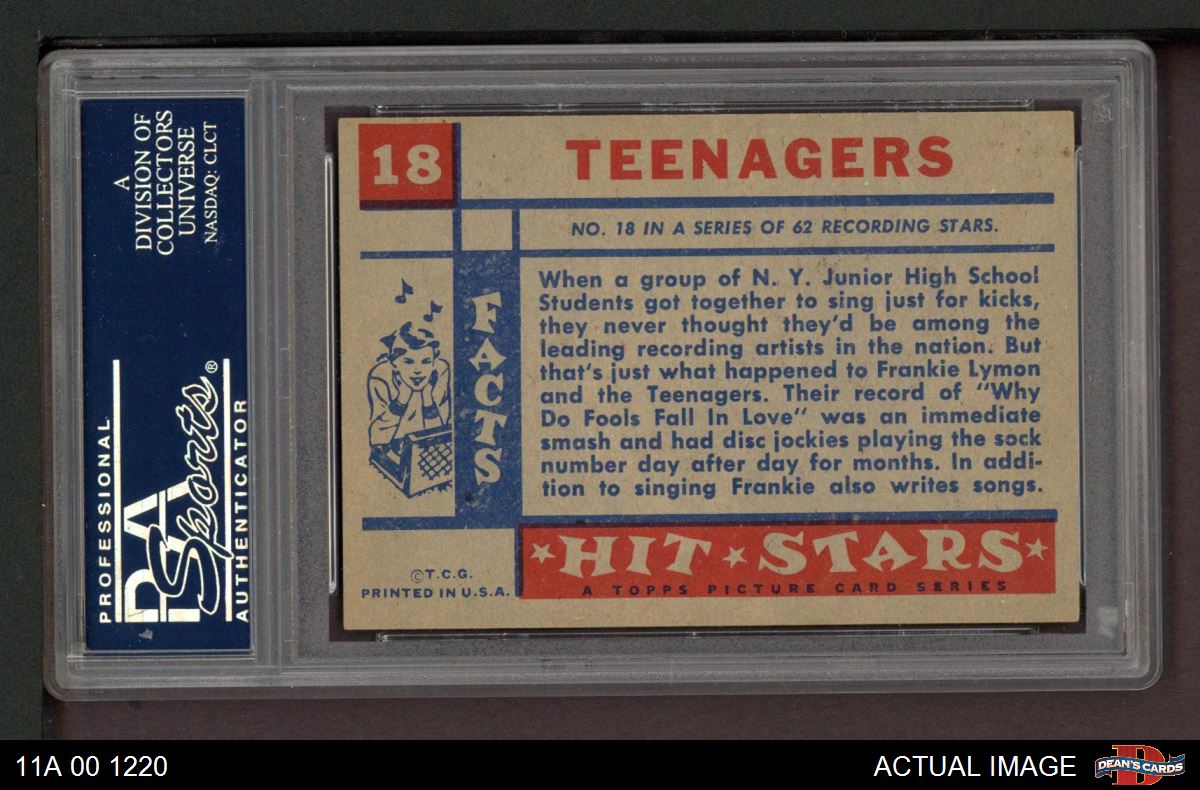 A
DIVISION OF
COLLECTORS
UNIVERSE
NASDAQ: CLCT
PROFESSIONAL
PSA
Sports®
AUTHENTICATOR
18
TEENAGERS
NO. 18 IN A SERIES OF 62 RECORDING STARS.
FACTS
When a group of N. Y. Junior High School
Students got together to sing just for kicks,
they never thought they'd be among the
leading recording artists in the nation. But
that's just what happened to Frankie Lymon
and the Teenagers. Their record of "Why
Do Fools Fall In Love" was an immediate
smash and had disc jockies playing the sock
number day after day for months. In addi-
tion to singing Frankie also writes songs.
©T.C.G.
PRINTED IN U.S.A.
HIT STARS
A TOPPS PICTURE CARD SERIES
11A 00 1220
ACTUAL IMAGE
DEAN'S CARDS